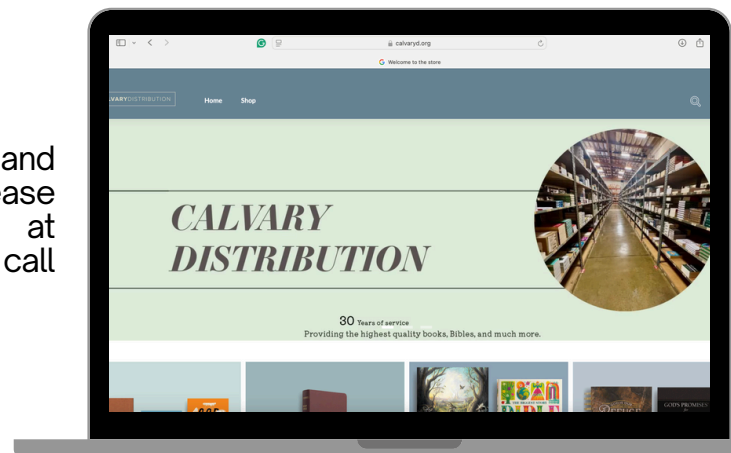 and
ease
at
call
calvaryd.org
Welcome to the store
VARYDISTRIBUTION
Home Shop
CALVARY
DISTRIBUTION
30 Years of service
Providing the highest quality books, Bibles, and much more.
GOD'S PROMISES